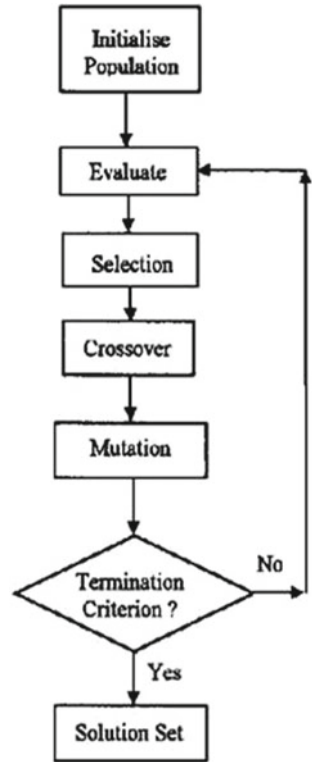 Initialise
Population
Evaluate
Selection
Crossover
Mutation
Termination
Criterion ?
No
Yes
Solution Set